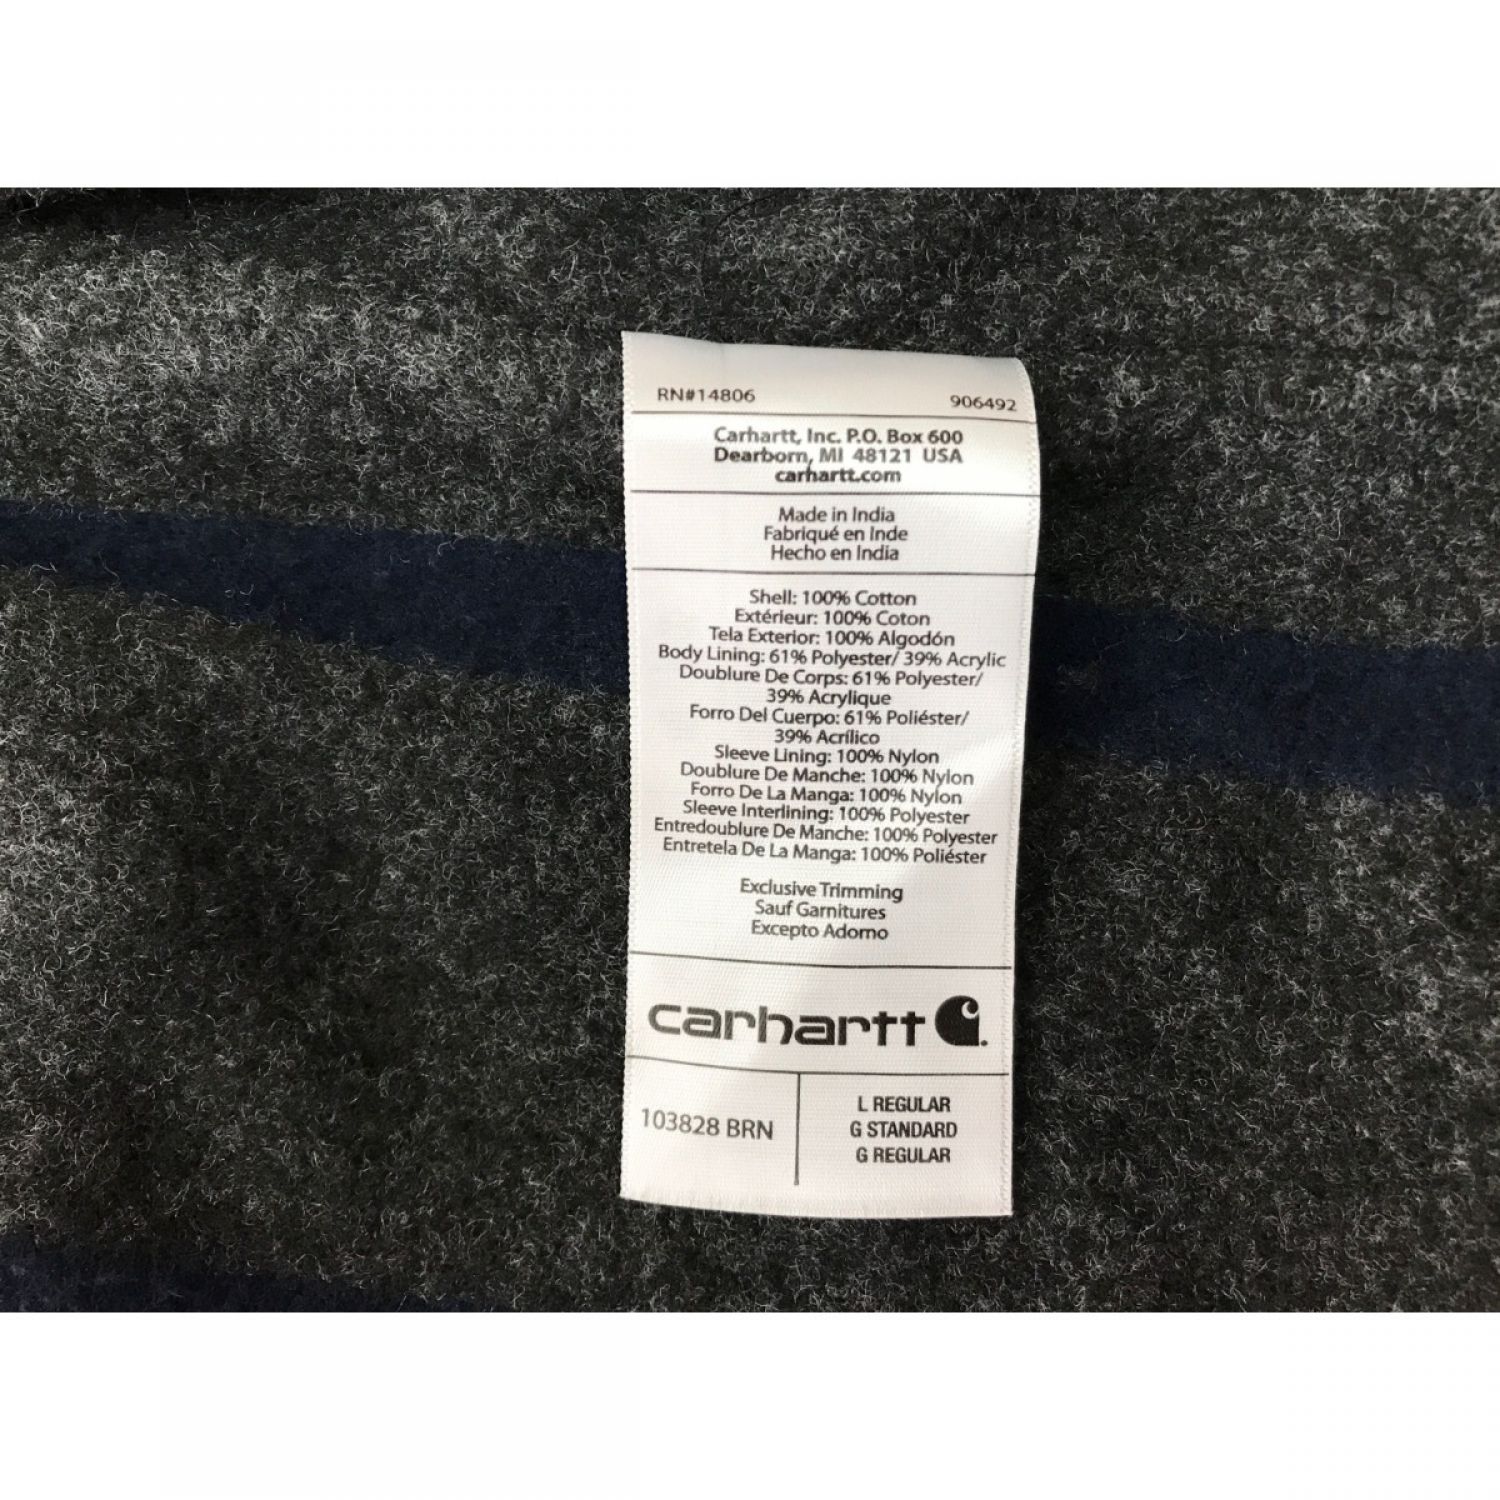 RN#14806 906492
Carhartt, Inc. P.O. Box 600
Dearborn, MI 48121 USA
carhartt.com
Made in India
Fabriqué en Inde
Hecho en India
Shell: 100% Cotton
Extérieur: 100% Coton
Tela Exterior: 100% Algodón
Body Lining: 61% Polyester/ 39% Acrylic
Doublure De Corps: 61% Polyester/
39% Acrylique
Forro Del Cuerpo: 61% Poliéster/
39% Acrílico
Sleeve Lining: 100% Nylon
Doublure De Manche: 100% Nylon
Forro De La Manga: 100% Nylon
Sleeve Interlining: 100% Polyester
Entredoublure De Manche: 100% Polyester
Entretela De La Manga: 100% Poliéster
Exclusive Trimming
Sauf Garnitures
Excepto Adorno
carhartt
103828 BRN
L REGULAR
G STANDARD
G REGULAR